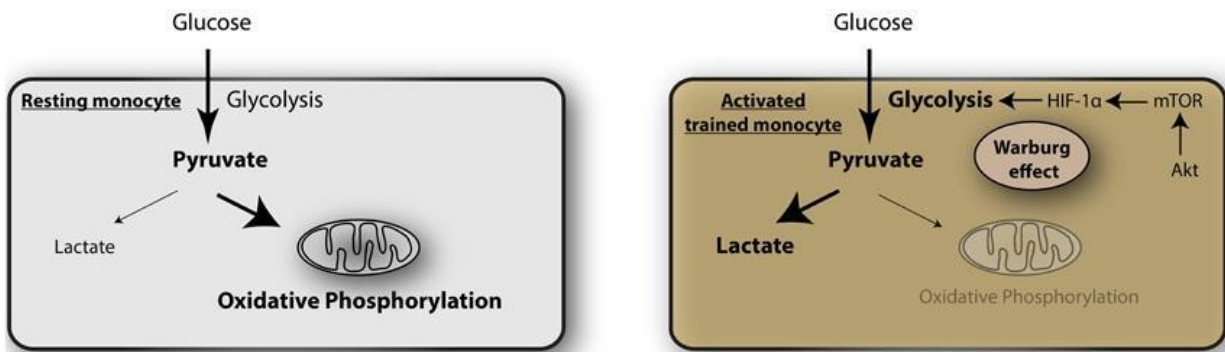 Glucose
Resting monocyte
Glycolysis
Pyruvate
Lactate
Oxidative Phosphorylation
Glucose
Activated
trained monocyte
Glycolysis
HIF-1α
mTOR
Pyruvate
Warburg
effect
Akt
Lactate
Oxidative Phosphorylation